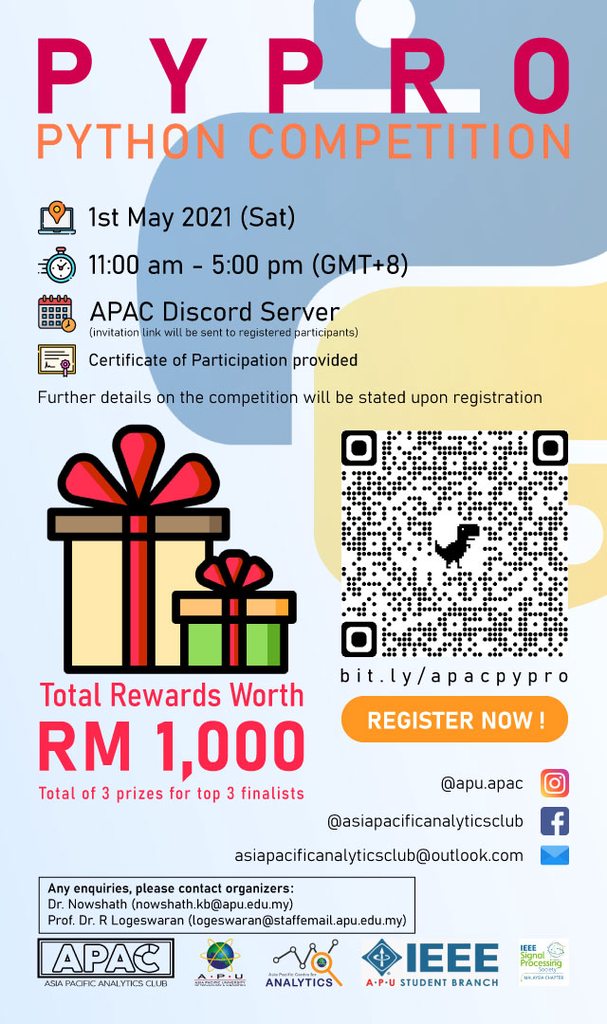 PYPRO
PYTHON COMPETITION
1st May 2021 (Sat)
11:00 am - 5:00 pm (GMT+8)
APAC Discord Server
(invitation link will be sent to registered participants)
Certificate of Participation provided
Further details on the competition will be stated upon registration
bit.ly/apacpypro
REGISTER NOW !
Total Rewards Worth
RM 1,000
Total of 3 prizes for top 3 finalists
@apu.apac
@asiapacificanalyticsclub
asiapacificanalyticsclub@outlook.com
Any enquiries, please contact organizers:
Dr. Nowshath (nowshath.kb@apu.edu.my)
Prof. Dr. R Logeswaran (logeswaran@staffemail.apu.edu.my)
APAC
ASIA PACIFIC ANALYTICS CLUB
A·P·U
Asia Pacific Centre for
ANALYTICS
IEEE
A·P·U STUDENT BRANCH
IEEE
Signal
Processing
Society
MALAYSIA CHAPTER